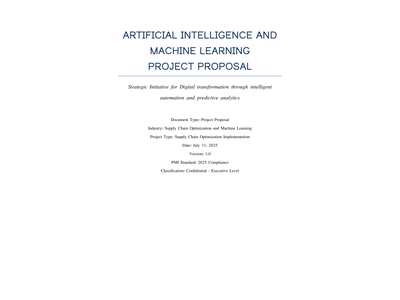 ARTIFICIAL INTELLIGENCE AND
MACHINE LEARNING
PROJECT PROPOSAL
Strategic Initiative for Digital transformation through intelligent
automation and predictive analytics
Document Type: Project Proposal
Industry: Supply Chain Optimization and Machine Learning
Project Type: Supply Chain Optimization Implementation
Date: July 31, 2025
Version: 1.0
PMI Standard: 2025 Compliance
Classification: Confidential - Executive Level